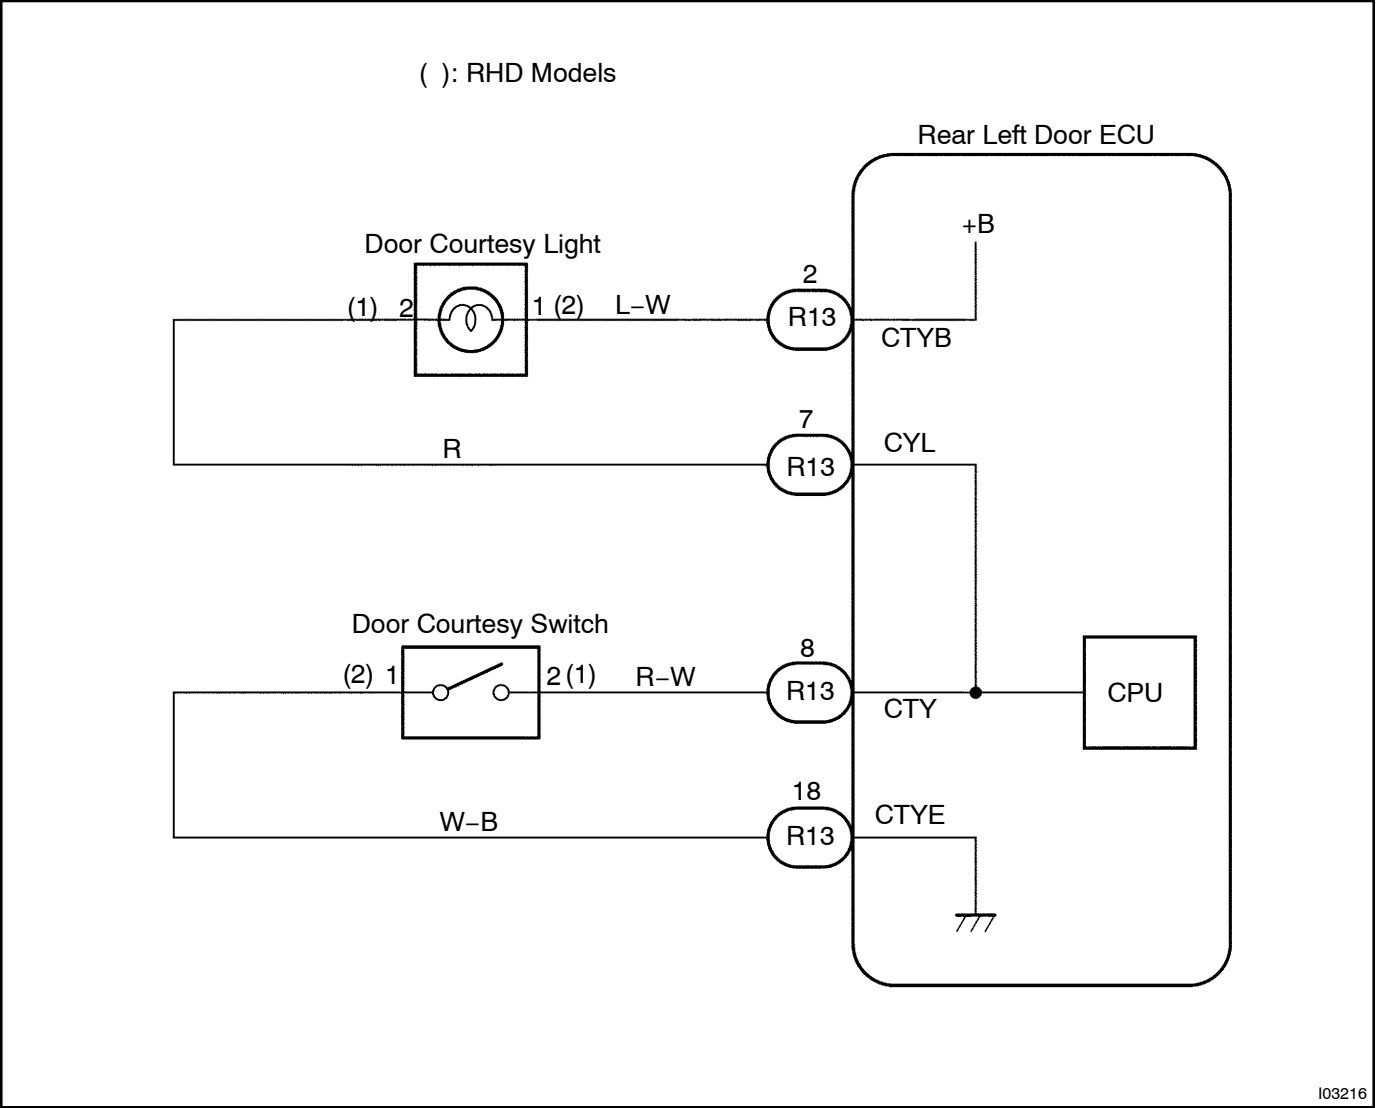 ( ): RHD Models
Rear Left Door ECU
+B
Door Courtesy Light
2
(1) 2
1 (2)
L–W
R13
CTYB
7
R
R13
CYL
Door Courtesy Switch
8
(2) 1
2 (1)
R–W
R13
CTY
CPU
18
W–B
R13
CTYE
I03216